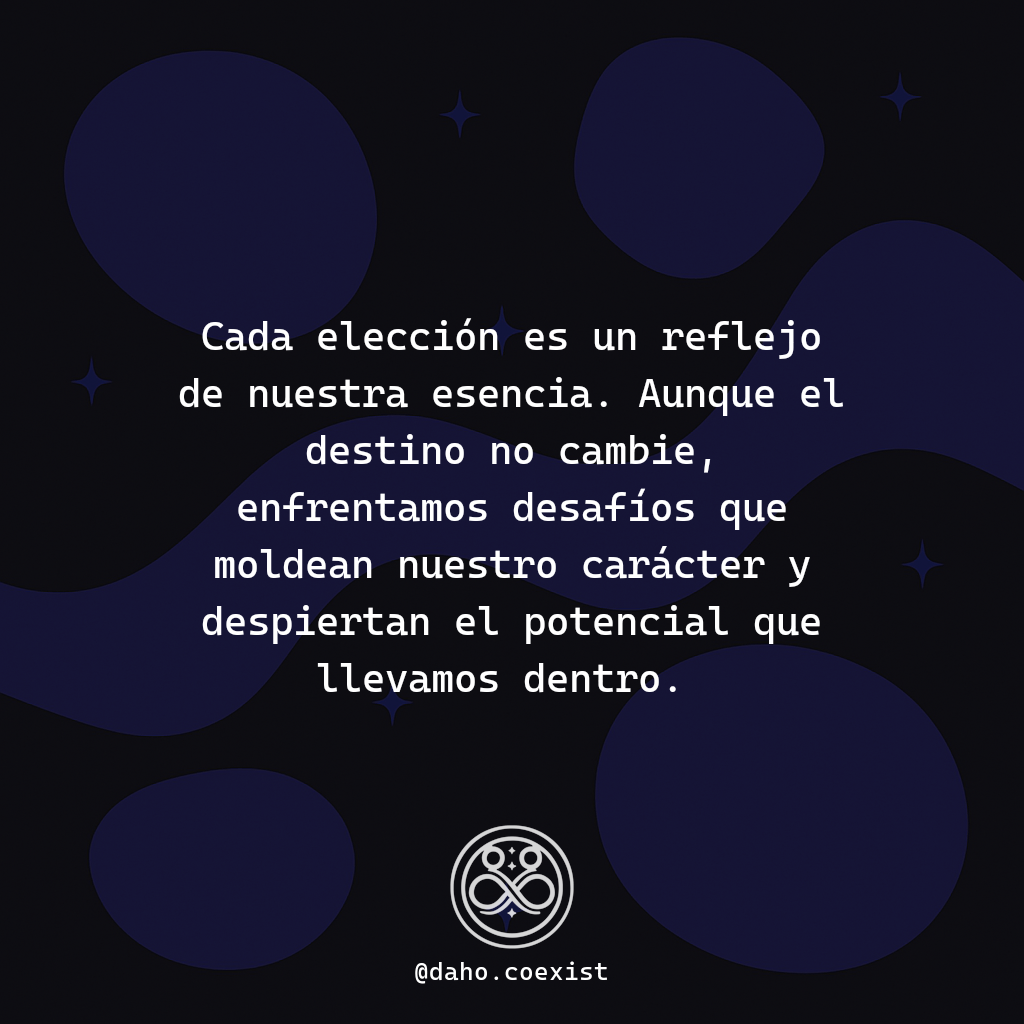 Cada elección es un reflejo
de nuestra esencia. Aunque el
destino no cambie,
enfrentamos desafíos que
moldean nuestro carácter y
despiertan el potencial que
llevamos dentro.
@daho.coexist